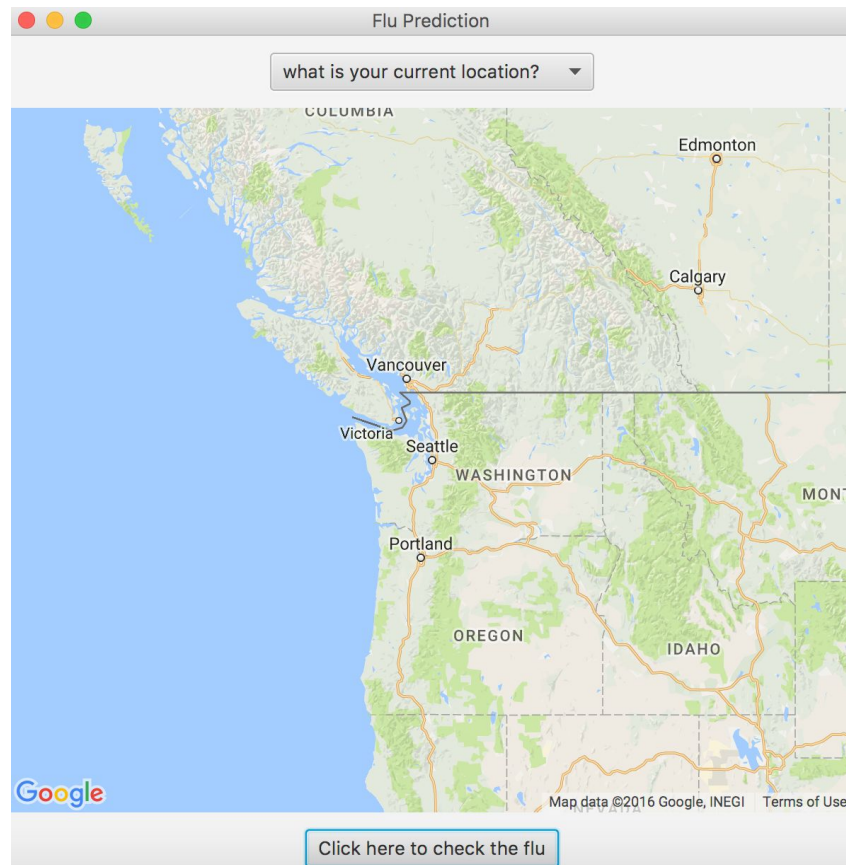 Flu Prediction
what is your current location?
COLUMBIA
Edmonton
Calgary
Vancouver
Victoria
Seattle
WASHINGTON
MONT
Portland
OREGON
IDAHO
Google
Map data ©2016 Google, INEGI Terms of Use
NEVADA
Click here to check the flu